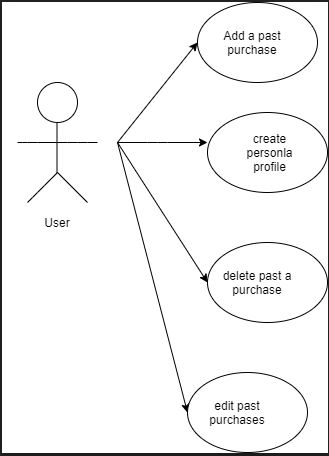 Add a past
purchase
create
personla
profile
User
delete past a
purchase
edit past
purchases